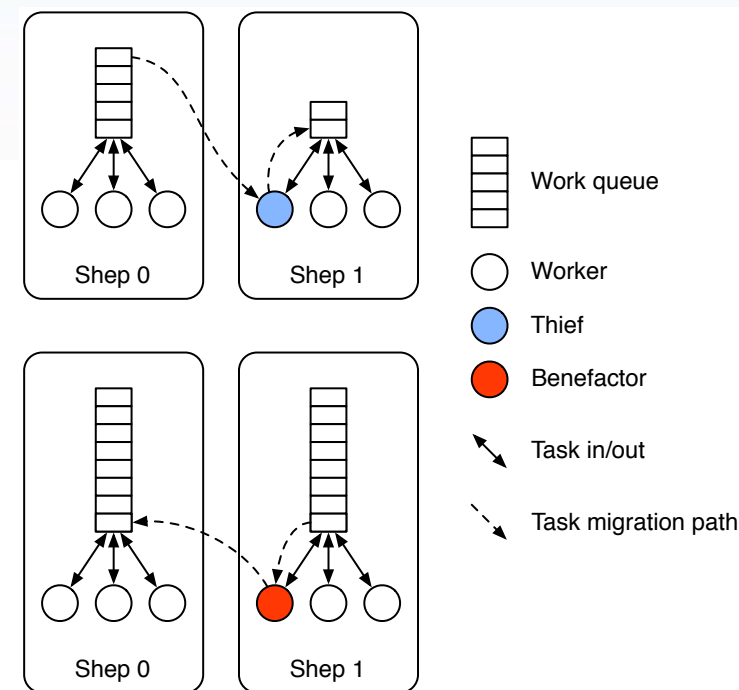 Shep 0
Shep 1
Work queue
Worker
Thief
Benefactor
Task in/out
Task migration path
Shep 0
Shep 1